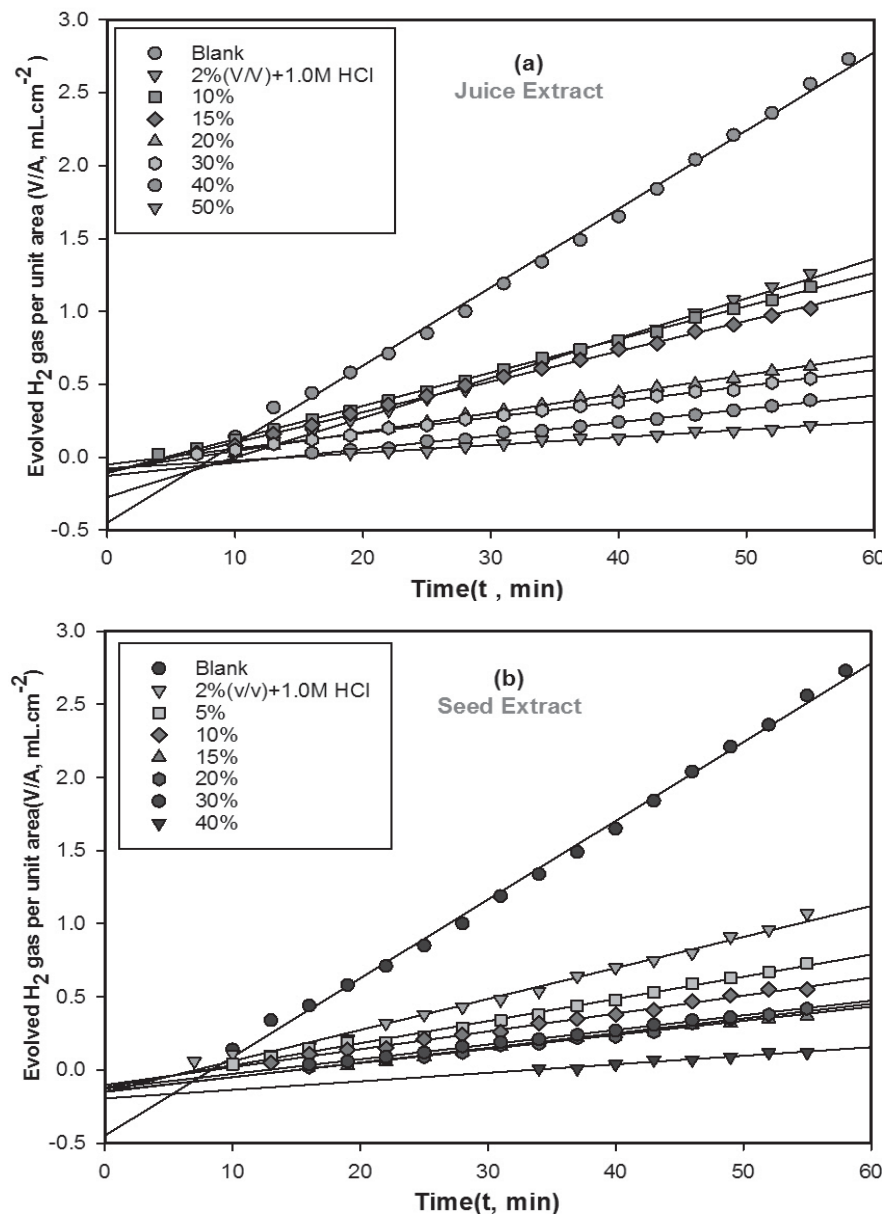 3.0
2.5
2.0
1.5
1.0
0.5
0.0
-0.5
Evolved H2 gas per unit area (V/A, mL.cm-2)
Blank
2%(V/V)+1.0M HCl
10%
15%
20%
30%
40%
50%
(a)
Juice Extract
0 10 20 30 40 50 60
Time(t , min)
3.0
2.5
2.0
1.5
1.0
0.5
0.0
-0.5
Evolved H2 gas per unit area(V/A, mL.cm-2)
Blank
2%(v/v)+1.0M HCl
5%
10%
15%
20%
30%
40%
(b)
Seed Extract
0 10 20 30 40 50 60
Time(t, min)